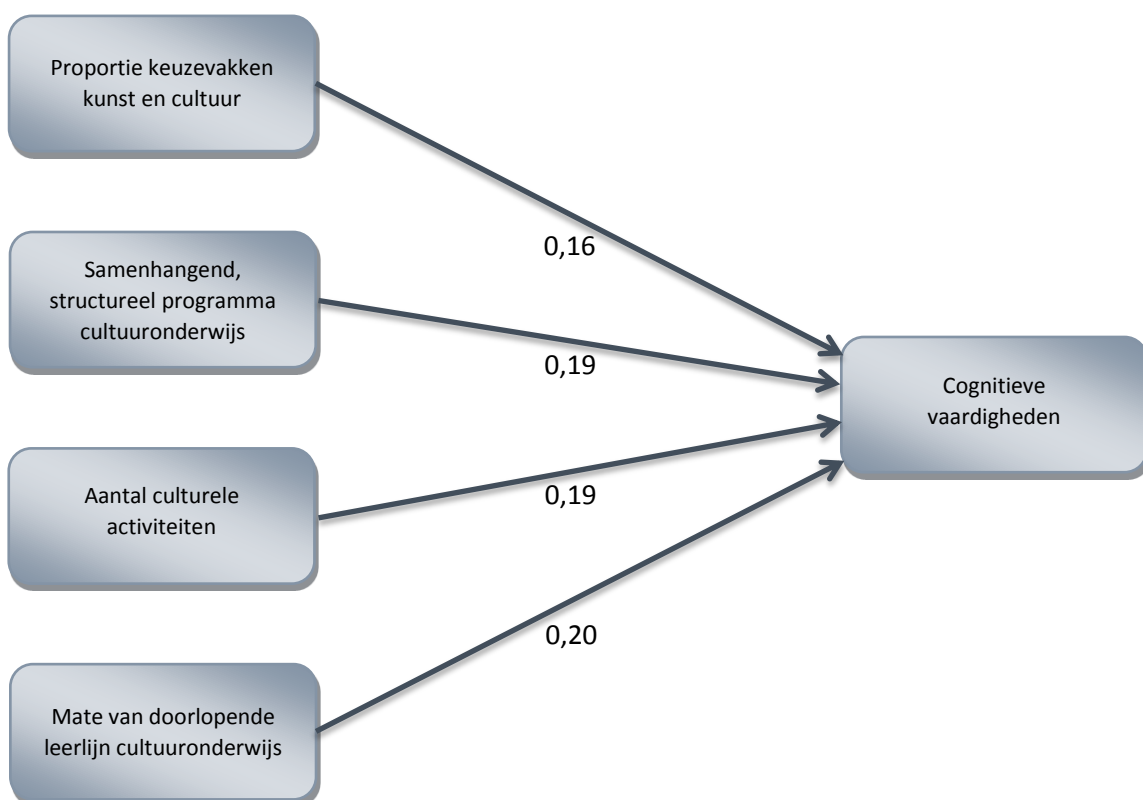 Proportie keuzevakken
kunst en cultuur
0,16
Samenhangend,
structureel programma
cultuuronderwijs
0,19
Cognitieve
vaardigheden
Aantal culturele
activiteiten
0,19
0,20
Mate van doorlopende
leerlijn cultuuronderwijs